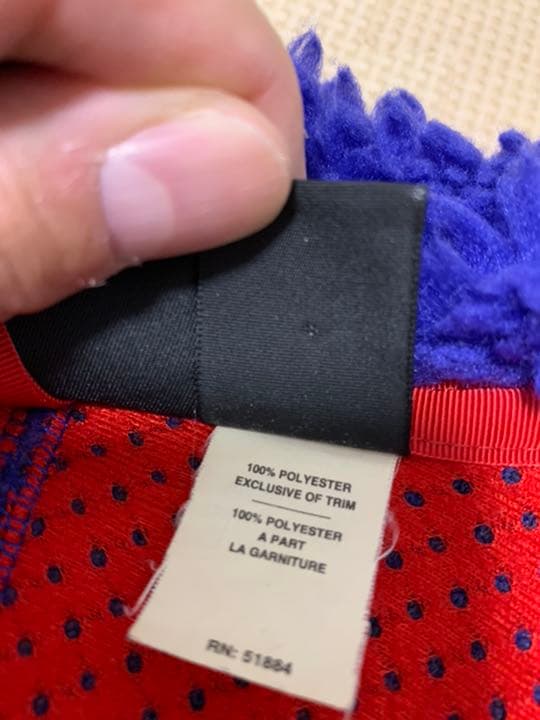 100% POLYESTER
EXCLUSIVE OF TRIM
100% POLYESTER
A PART
LA GARNITURE
RN: 51884